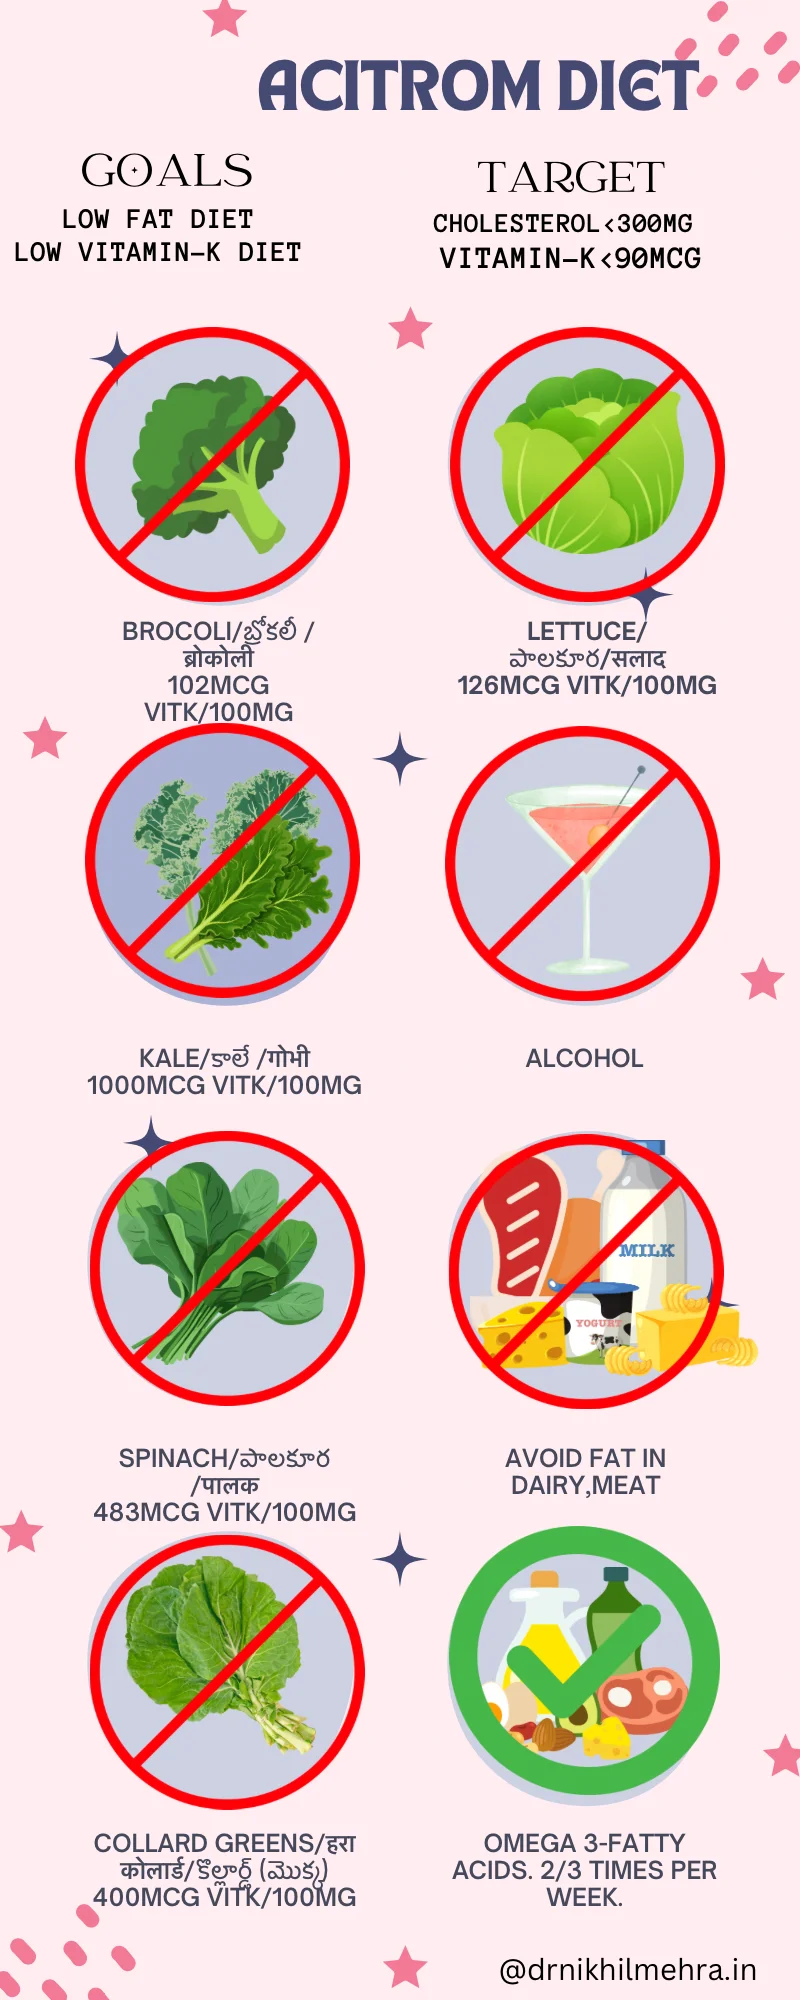 ACITROM DIET
GOALS
LOW FAT DIET
LOW VITAMIN-K DIET
TARGET
CHOLESTEROL<300MG
VITAMIN-K<90MCG
BROCOLI/బ్రోకలీ /
ब्रोकोली
102MCG
VITK/100MG
LETTUCE/
పాలకూర/सलाद
126MCG VITK/100MG
KALE/కాలే /गोभी
1000MCG VITK/100MG
ALCOHOL
MILK
YOGURT
SPINACH/పాలకూర
/पालक
483MCG VITK/100MG
AVOID FAT IN
DAIRY,MEAT
COLLARD GREENS/हरा
कोलार्ड/కొల్లార్డ్ (మొక్క)
400MCG VITK/100MG
OMEGA 3-FATTY
ACIDS. 2/3 TIMES PER
WEEK.
@drnikhilmehra.in